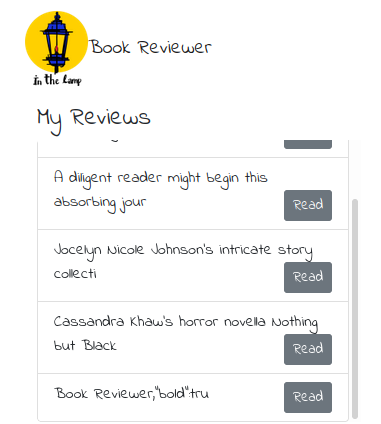 In the Lamp
Book Reviewer
My Reviews
A diligent reader might begin this
absorbing jour
Read
Jocelyn Nicole Johnson's intricate story
collecti
Read
Cassandra Khaw's horror novella Nothing
but Black
Read
Book Reviewer,"bold":tru
Read